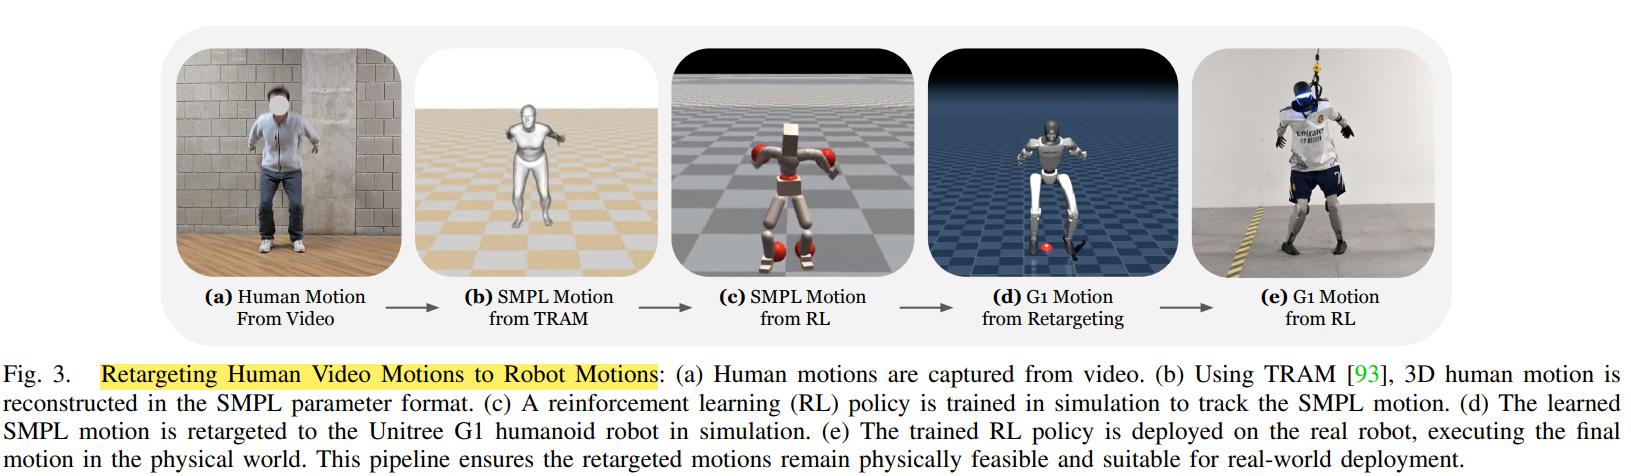 Emirates
7
(a) Human Motion
From Video
(b) SMPL Motion
from TRAM
(c) SMPL Motion
from RL
(d) G1 Motion
from Retargeting
(e) G1 Motion
from RL
Fig. 3. Retargeting Human Video Motions to Robot Motions: (a) Human motions are captured from video. (b) Using TRAM [93], 3D human motion is
reconstructed in the SMPL parameter format. (c) A reinforcement learning (RL) policy is trained in simulation to track the SMPL motion. (d) The learned
SMPL motion is retargeted to the Unitree G1 humanoid robot in simulation. (e) The trained RL policy is deployed on the real robot, executing the final
motion in the physical world. This pipeline ensures the retargeted motions remain physically feasible and suitable for real-world deployment.